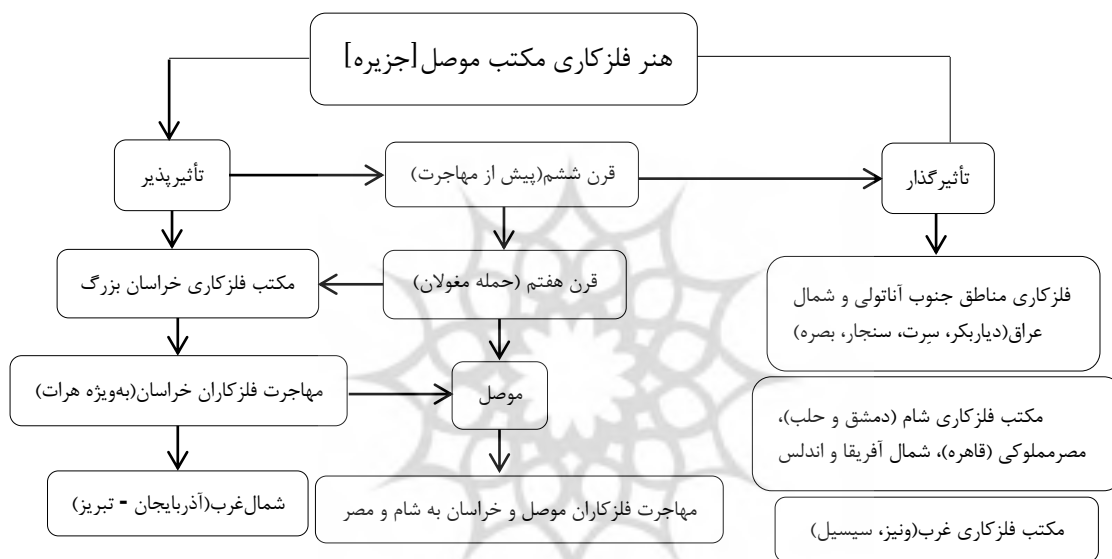 هنر فلزکاری مکتب موصل[جزیره]
تأثیرگذار
قرن ششم(پیش از مهاجرت)
تأثیرپذیر
فلزکاری مناطق جنوب آناتولی و شمال
عراق(دیاربکر، سِرت، سنجار، بصره)
قرن هفتم (حمله مغولان)
مکتب فلزکاری خراسان بزرگ
مکتب فلزکاری شام (دمشق و حلب)،
مصرمملوکی (قاهره)، شمال آفریقا و اندلس
موصل
مهاجرت فلزکاران خراسان(به‌ویژه هرات)
مکتب فلزکاری غرب(ونیز، سیسیل)
مهاجرت فلزکاران موصل و خراسان به شام و مصر
شمال‌غرب(آذربایجان - تبریز)